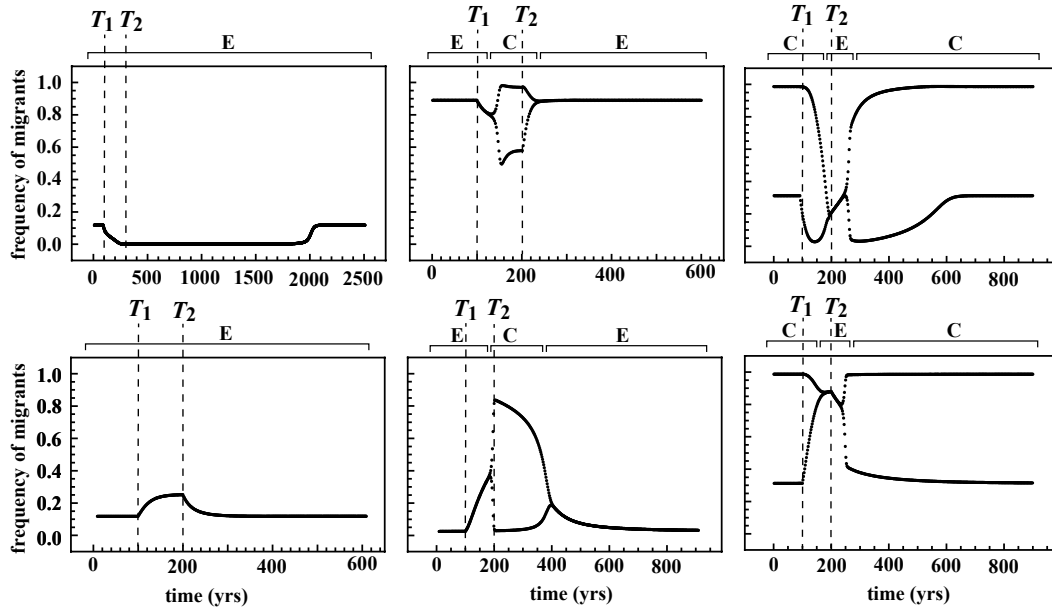 T1 T2
E
T1 T2
E C E
T1 T2
C E C
frequency of migrants
1.0
0.8
0.6
0.4
0.2
0.0
0 500 1000 1500 2000 2500
0 200 400 600
0 200 400 600 800
T1 T2
E
T1 T2
E C E
T1 T2
C E C
frequency of migrants
1.0
0.8
0.6
0.4
0.2
0.0
0 200 400 600
0 200 400 600 800
0 200 400 600 800
time (yrs)
time (yrs)
time (yrs)